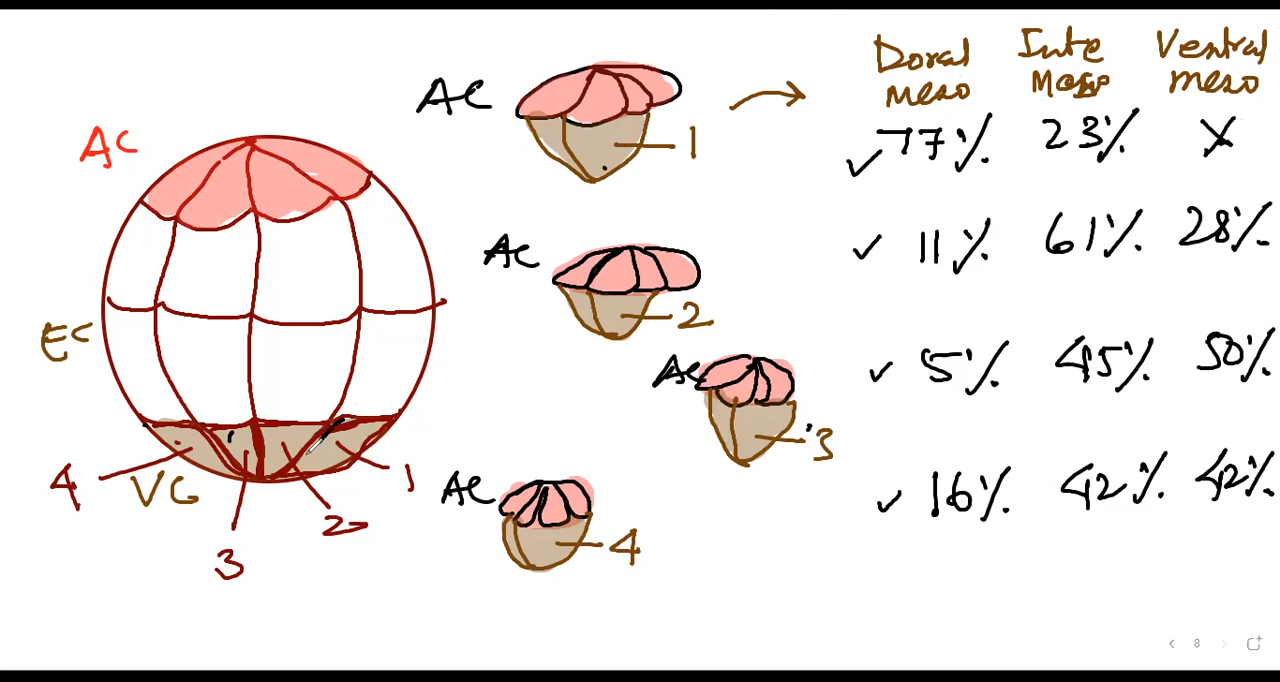 AC
EC
VG
4
3
2
1
AC
1
AC
2
AC
3
AC
4
Dorsal meso
Inte Meso
Ventral meso
77% 23% X
11% 61% 28%
5% 45% 50%
16% 42% 42%
8